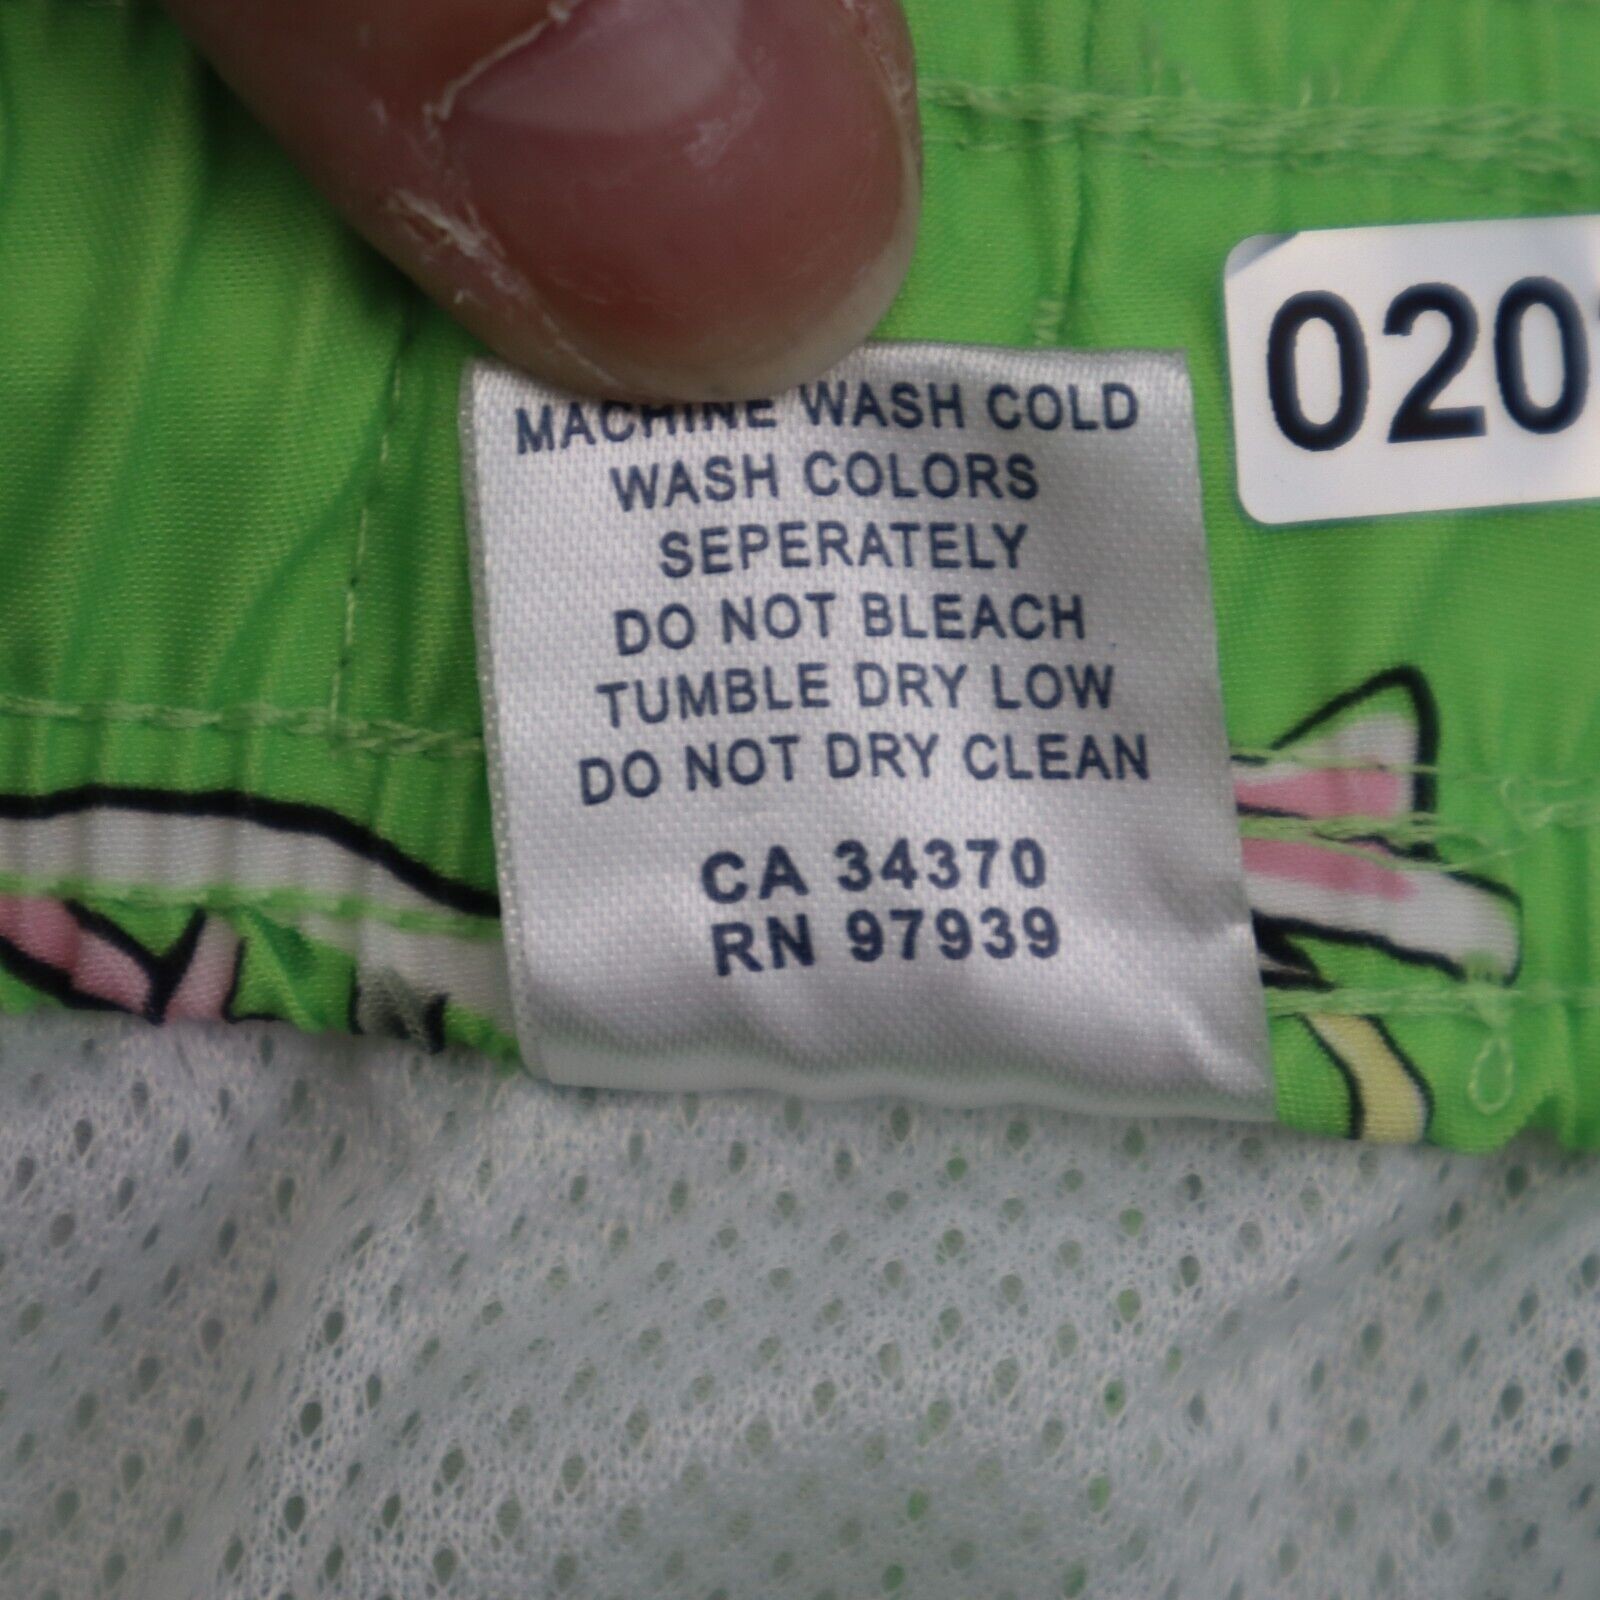 MACHINE WASH COLD
WASH COLORS
SEPERATELY
DO NOT BLEACH
TUMBLE DRY LOW
DO NOT DRY CLEAN
CA 34370
RN 97939
020